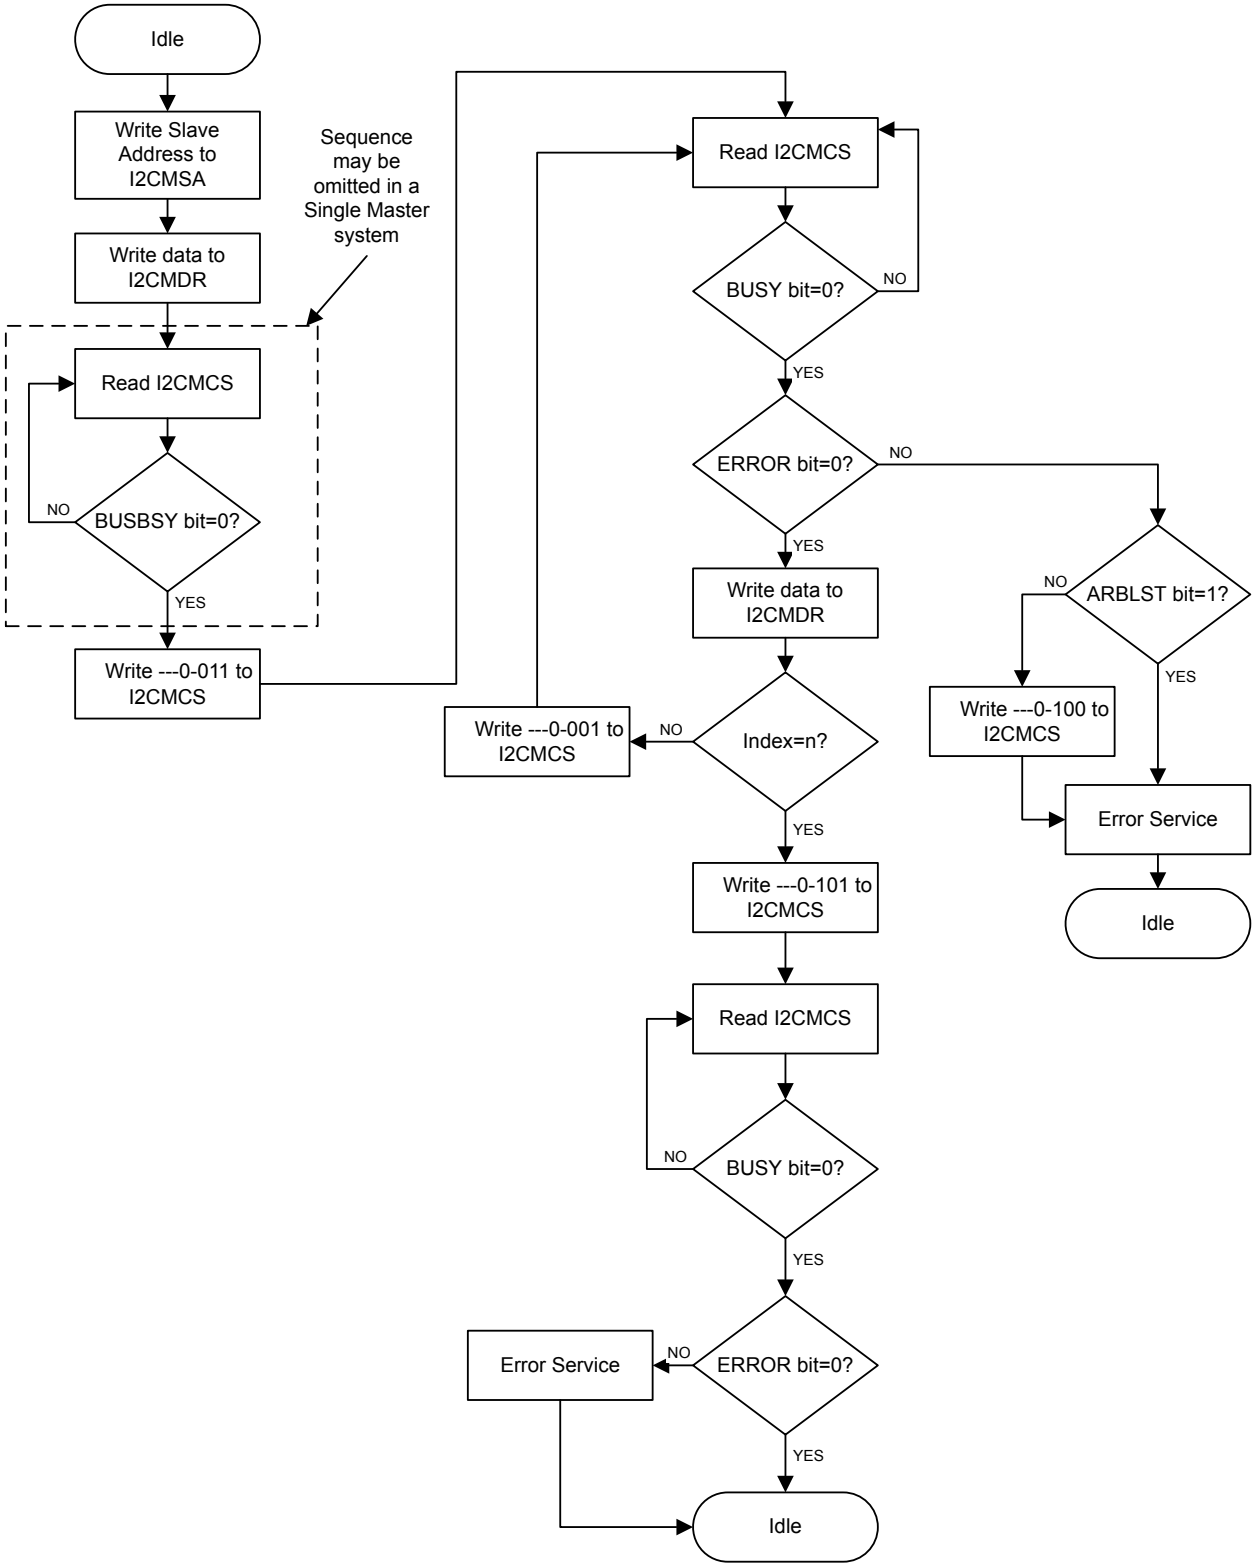 Idle
Write Slave
Address to
I2CMSA
Write data to
I2CMDR
Sequence
may be
omitted in a
Single Master
system
Read I2CMCS
BUSBSY bit=0?
NO
YES
Write ---0-011 to
I2CMCS
Read I2CMCS
BUSY bit=0?
NO
YES
ERROR bit=0?
NO
YES
Write data to
I2CMDR
Index=n?
NO
Write ---0-001 to
I2CMCS
YES
ARBLST bit=1?
NO
YES
Write ---0-100 to
I2CMCS
Error Service
Idle
Write ---0-101 to
I2CMCS
Read I2CMCS
BUSY bit=0?
NO
YES
ERROR bit=0?
NO
Error Service
YES
Idle